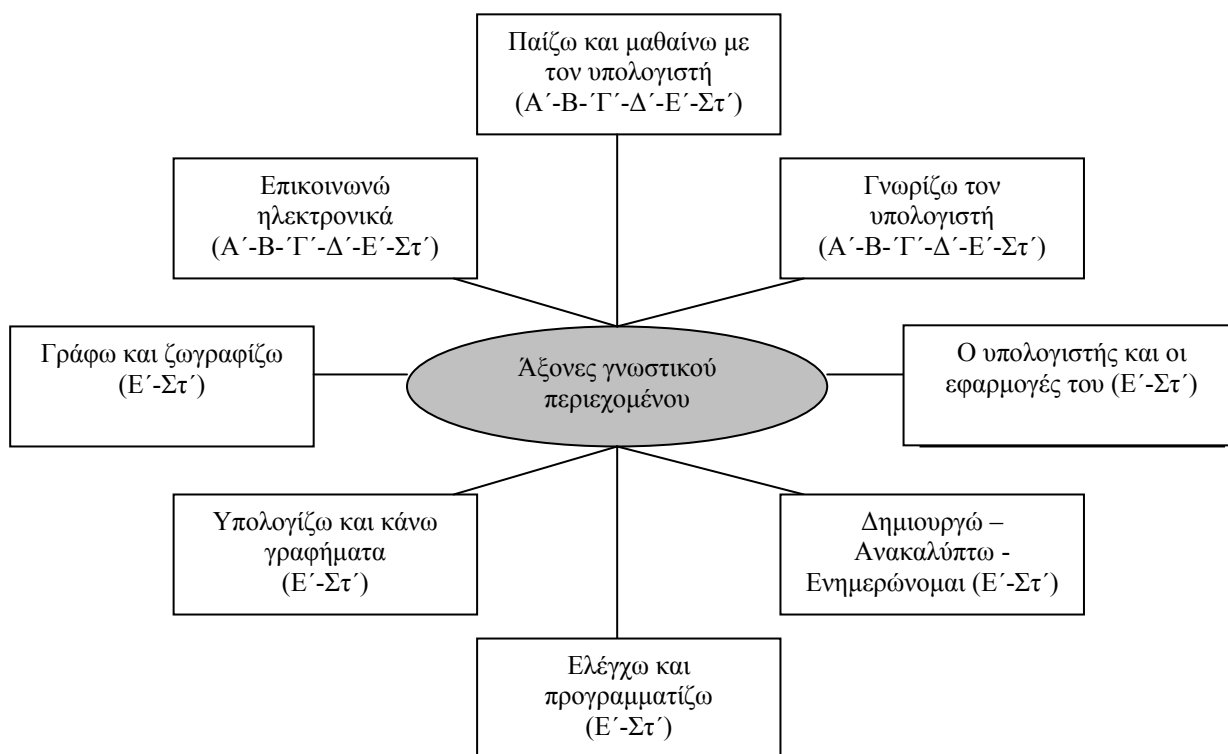 Παίζω και μαθαίνω με
τον υπολογιστή
(Α΄-Β-΄Γ΄-Δ΄-Ε΄-Στ΄)
Επικοινωνώ
ηλεκτρονικά
(Α΄-Β-΄Γ΄-Δ΄-Ε΄-Στ΄)
Γνωρίζω τον
υπολογιστή
(Α΄-Β-΄Γ΄-Δ΄-Ε΄-Στ΄)
Γράφω και ζωγραφίζω
(Ε΄-Στ΄)
Άξονες γνωστικού
περιεχομένου
Ο υπολογιστής και οι
εφαρμογές του (Ε΄-Στ΄)
Υπολογίζω και κάνω
γραφήματα
(Ε΄-Στ΄)
Δημιουργώ –
Ανακαλύπτω -
Ενημερώνομαι (Ε΄-Στ΄)
Ελέγχω και
προγραμματίζω
(Ε΄-Στ΄)